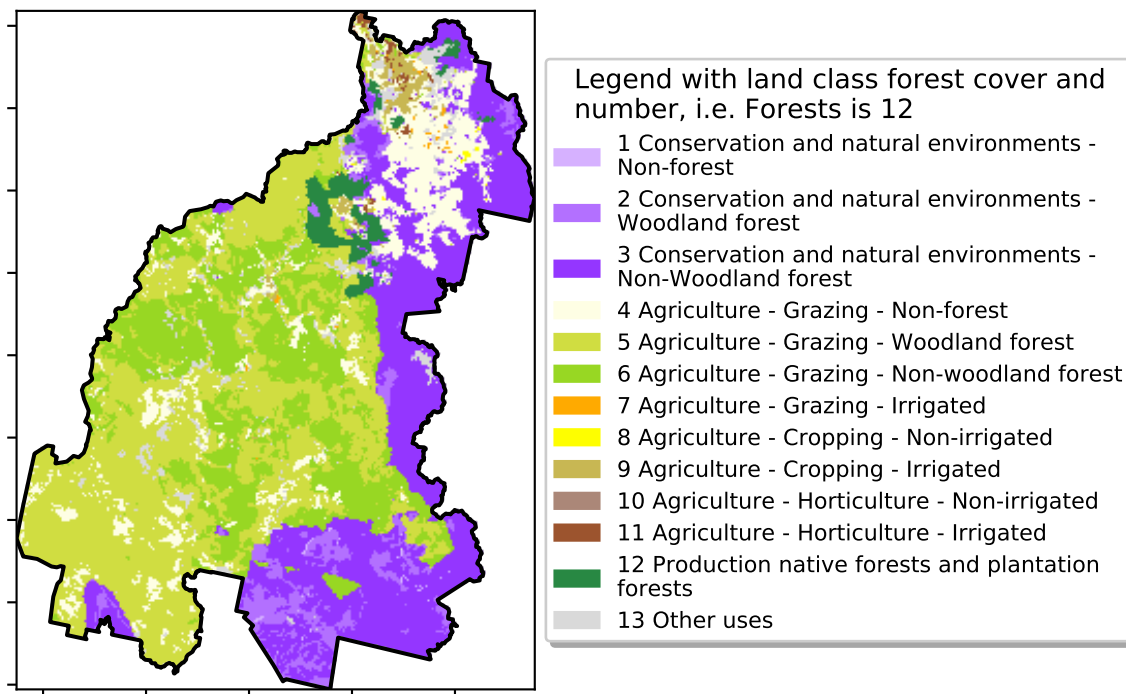 Legend with land class forest cover and
number, i.e. Forests is 12
1 Conservation and natural environments -
Non-forest
2 Conservation and natural environments -
Woodland forest
3 Conservation and natural environments -
Non-Woodland forest
4 Agriculture - Grazing - Non-forest
5 Agriculture - Grazing - Woodland forest
6 Agriculture - Grazing - Non-woodland forest
7 Agriculture - Grazing - Irrigated
8 Agriculture - Cropping - Non-irrigated
9 Agriculture - Cropping - Irrigated
10 Agriculture - Horticulture - Non-irrigated
11 Agriculture - Horticulture - Irrigated
12 Production native forests and plantation
forests
13 Other uses